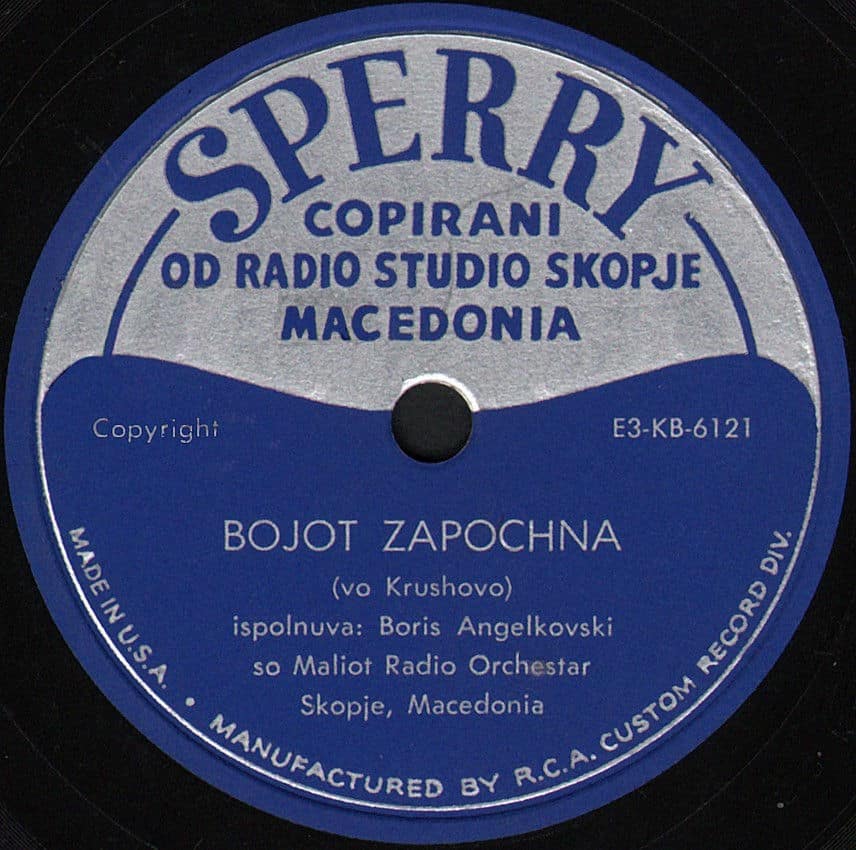 SPERRY
COPIRANI
OD RADIO STUDIO SKOPJE
MACEDONIA
Copyright
E3-KB-6121
BOJOT ZAPOCHNA
(vo Krushovo)
ispolnuva: Boris Angelkovski
so Maliot Radio Orchestar
Skopje, Macedonia
MADE IN U.S.A. • MANUFACTURED BY R.C.A. CUSTOM RECORD DIV.